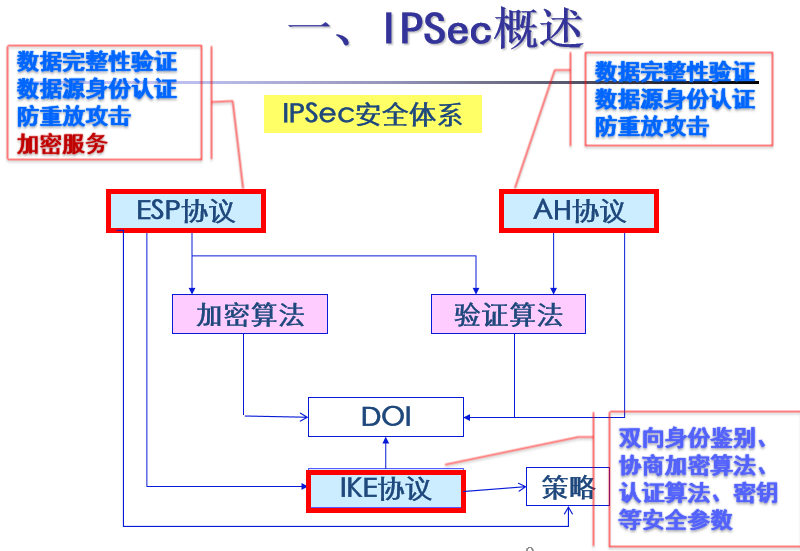 一、IPSec概述
数据完整性验证
数据源身份认证
防重放攻击
加密服务
IPSec安全体系
数据完整性验证
数据源身份认证
防重放攻击
ESP协议
AH协议
加密算法
验证算法
DOI
IKE协议
策略
双向身份鉴别、
协商加密算法、
认证算法、密钥
等安全参数